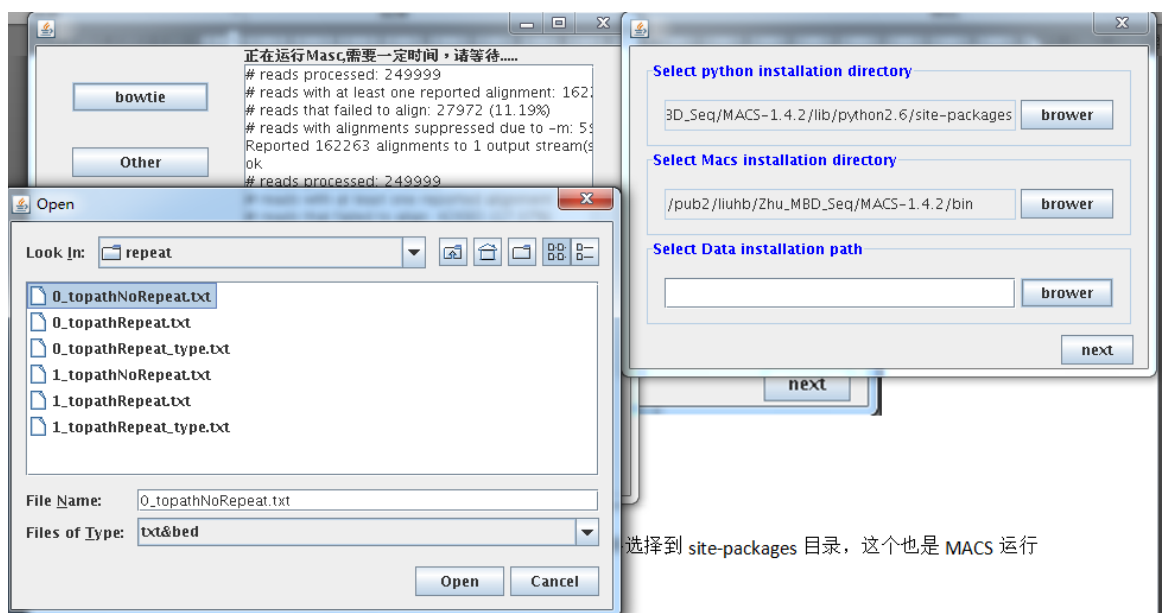 正在运行Masc,需要一定时间，请等待.....
# reads processed: 249999
# reads with at least one reported alignment: 162
# reads that failed to align: 27972 (11.19%)
# reads with alignments suppressed due to -m: 5
Reported 162263 alignments to 1 output stream(s
ok
# reads processed: 249999
bowtie
Other
Select python installation directory
3D_Seq/MACS-1.4.2/lib/python2.6/site-packages
brower
Select Macs installation directory
/pub2/liuhb/Zhu_MBD_Seq/MACS-1.4.2/bin
brower
Select Data installation path
brower
next
next
Open
Look In:
repeat
0_topathNoRepeat.txt
0_topathRepeat.txt
0_topathRepeat_type.txt
1_topathNoRepeat.txt
1_topathRepeat.txt
1_topathRepeat_type.txt
File Name:
0_topathNoRepeat.txt
Files of Type:
txt&bed
Open
Cancel
选择到 site-packages 目录，这个也是 MACS 运行